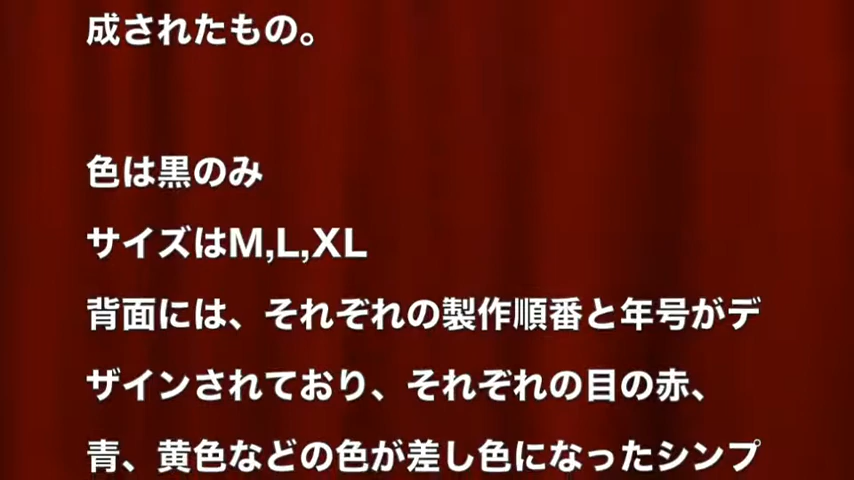 成されたもの。
色は黒のみ
サイズはM,L,XL
背面には、それぞれの製作順番と年号がデ
ザインされており、それぞれの目の赤、
青、黄色などの色が差し色になったシンプ